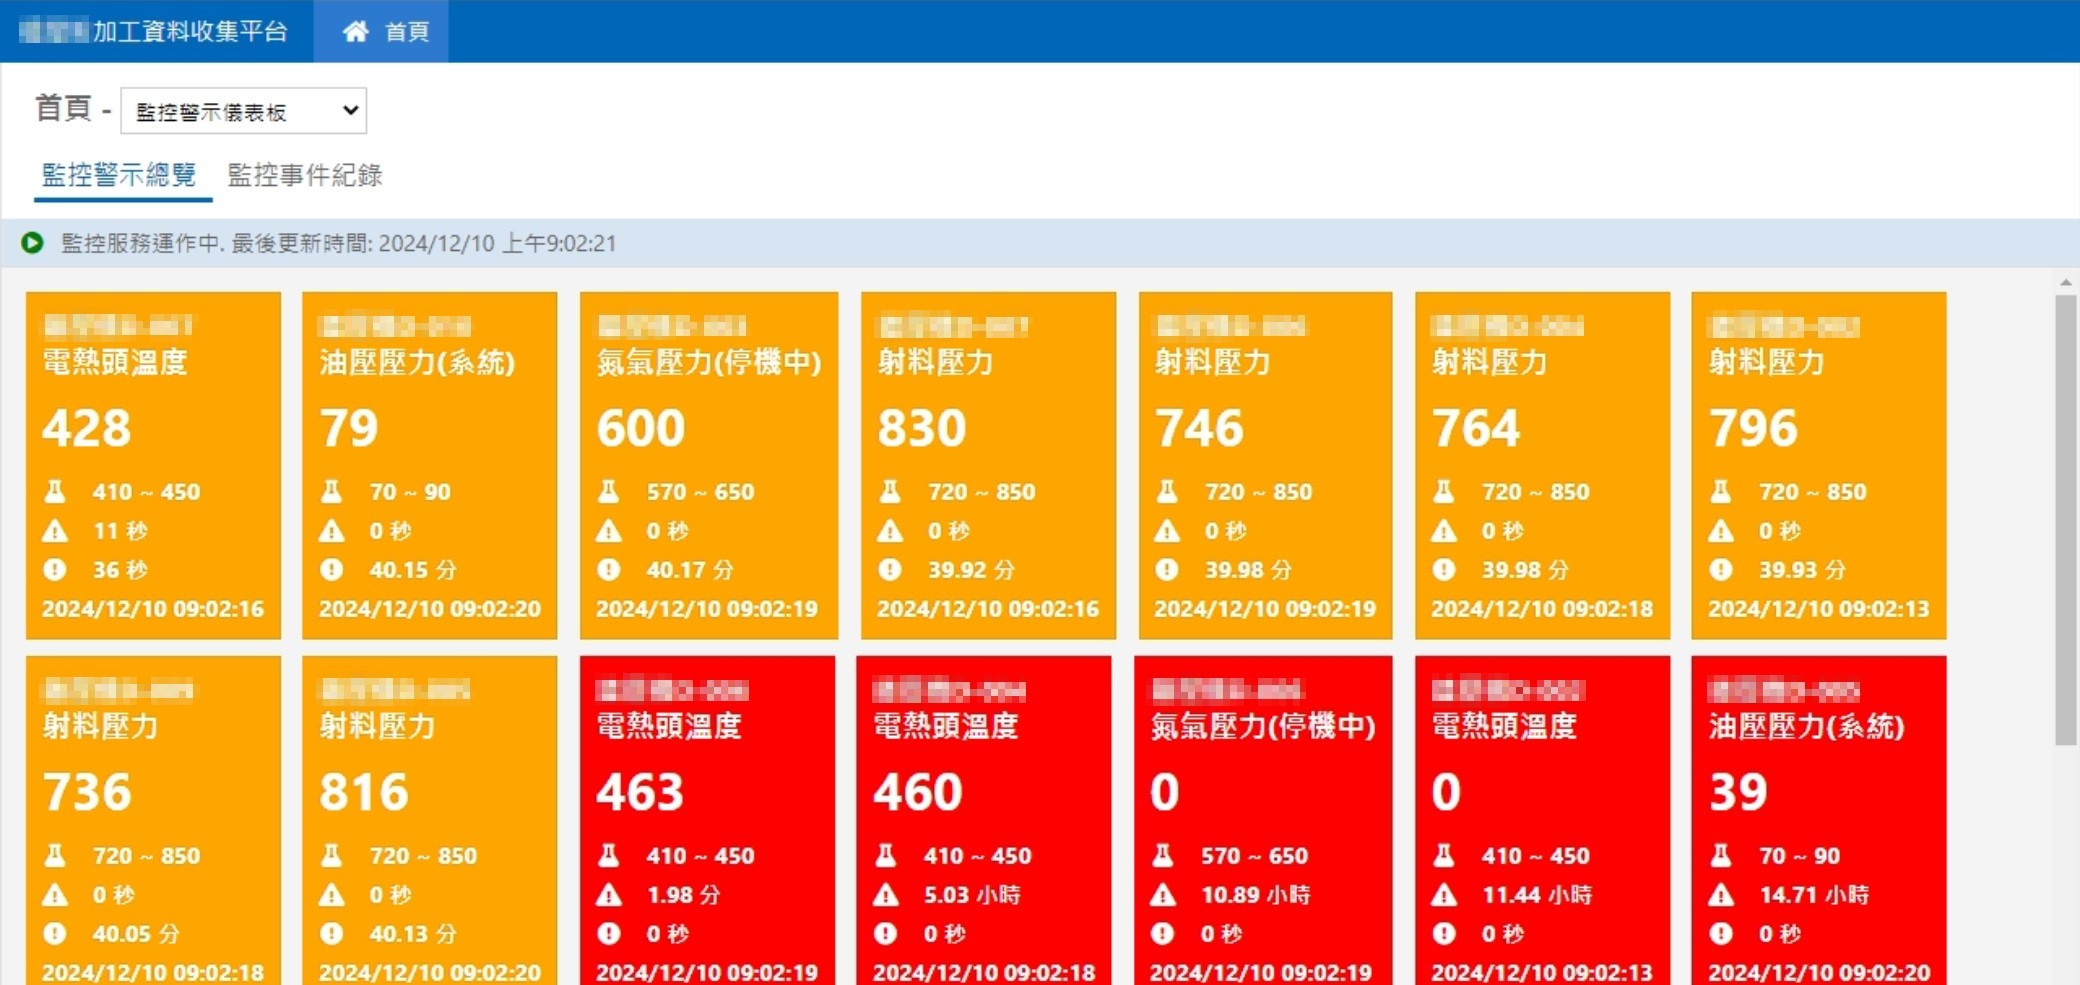 加工資料收集平台
首頁
首頁 - 監控警示儀表板
監控警示總覽
監控事件紀錄
監控服務運作中. 最後更新時間: 2024/12/10 上午9:02:21
電熱頭溫度
428
410 ~ 450
11 秒
36 秒
2024/12/10 09:02:16
油壓壓力(系統)
79
70 ~ 90
0 秒
40.15 分
2024/12/10 09:02:20
氮氣壓力(停機中)
600
570 ~ 650
0 秒
40.17 分
2024/12/10 09:02:19
射料壓力
830
720 ~ 850
0 秒
39.92 分
2024/12/10 09:02:16
射料壓力
746
720 ~ 850
0 秒
39.98 分
2024/12/10 09:02:19
射料壓力
764
720 ~ 850
0 秒
39.98 分
2024/12/10 09:02:18
射料壓力
796
720 ~ 850
0 秒
39.93 分
2024/12/10 09:02:13
射料壓力
736
720 ~ 850
0 秒
40.05 分
2024/12/10 09:02:18
射料壓力
816
720 ~ 850
0 秒
40.13 分
2024/12/10 09:02:20
電熱頭溫度
463
410 ~ 450
1.98 分
0 秒
2024/12/10 09:02:19
電熱頭溫度
460
410 ~ 450
5.03 小時
0 秒
2024/12/10 09:02:18
氮氣壓力(停機中)
0
570 ~ 650
10.89 小時
0 秒
2024/12/10 09:02:19
電熱頭溫度
0
410 ~ 450
11.44 小時
0 秒
2024/12/10 09:02:13
油壓壓力(系統)
39
70 ~ 90
14.71 小時
0 秒
2024/12/10 09:02:20